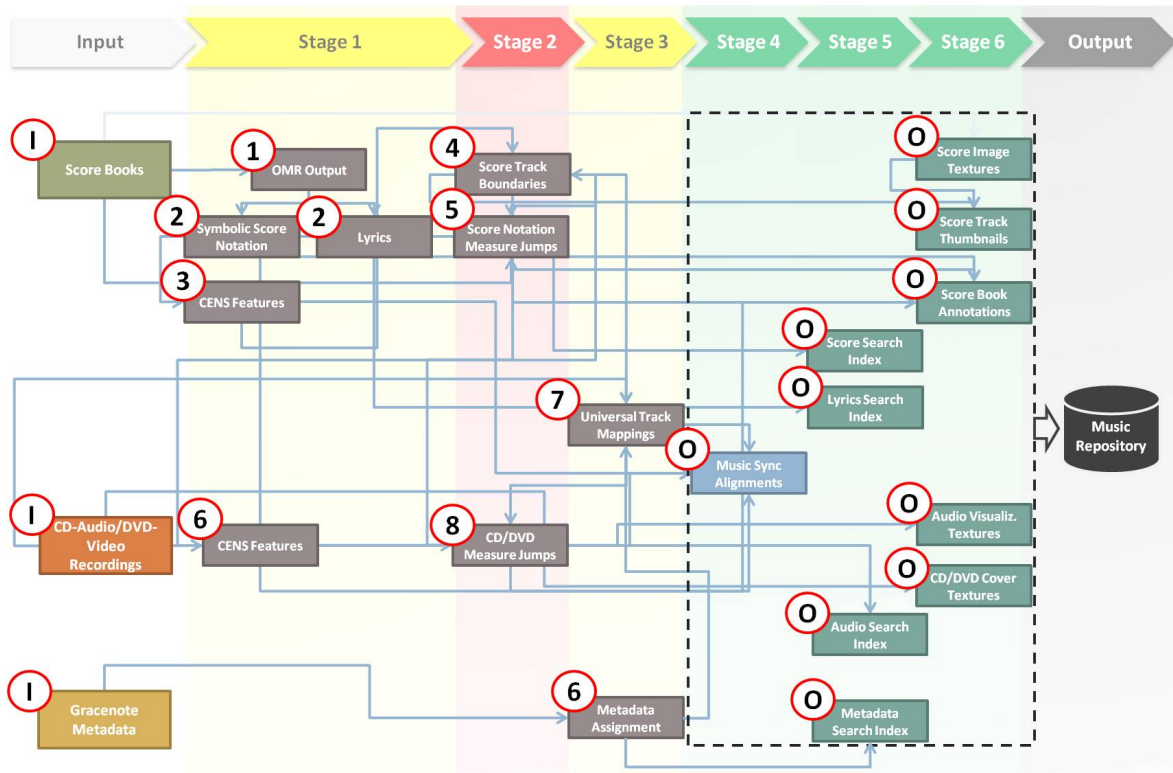 Input
Stage 1
Stage 2
Stage 3
Stage 4
Stage 5
Stage 6
Output
I
Score Books
1
OMR Output
4
Score Track
Boundaries
O
Score Image
Textures
2
Symbolic Score
Notation
2
Lyrics
5
Score Notation
Measure Jumps
O
Score Track
Thumbnails
3
CENS Features
O
Score Book
Annotations
O
Score Search
Index
7
Universal Track
Mappings
O
Lyrics Search
Index
O
Music Sync
Alignments
Music
Repository
I
CD-Audio/DVD-
Video
Recordings
6
CENS Features
8
CD/DVD
Measure Jumps
O
Audio Visualiz.
Textures
O
CD/DVD Cover
Textures
O
Audio Search
Index
I
Gracenote
Metadata
6
Metadata
Assignment
O
Metadata
Search Index